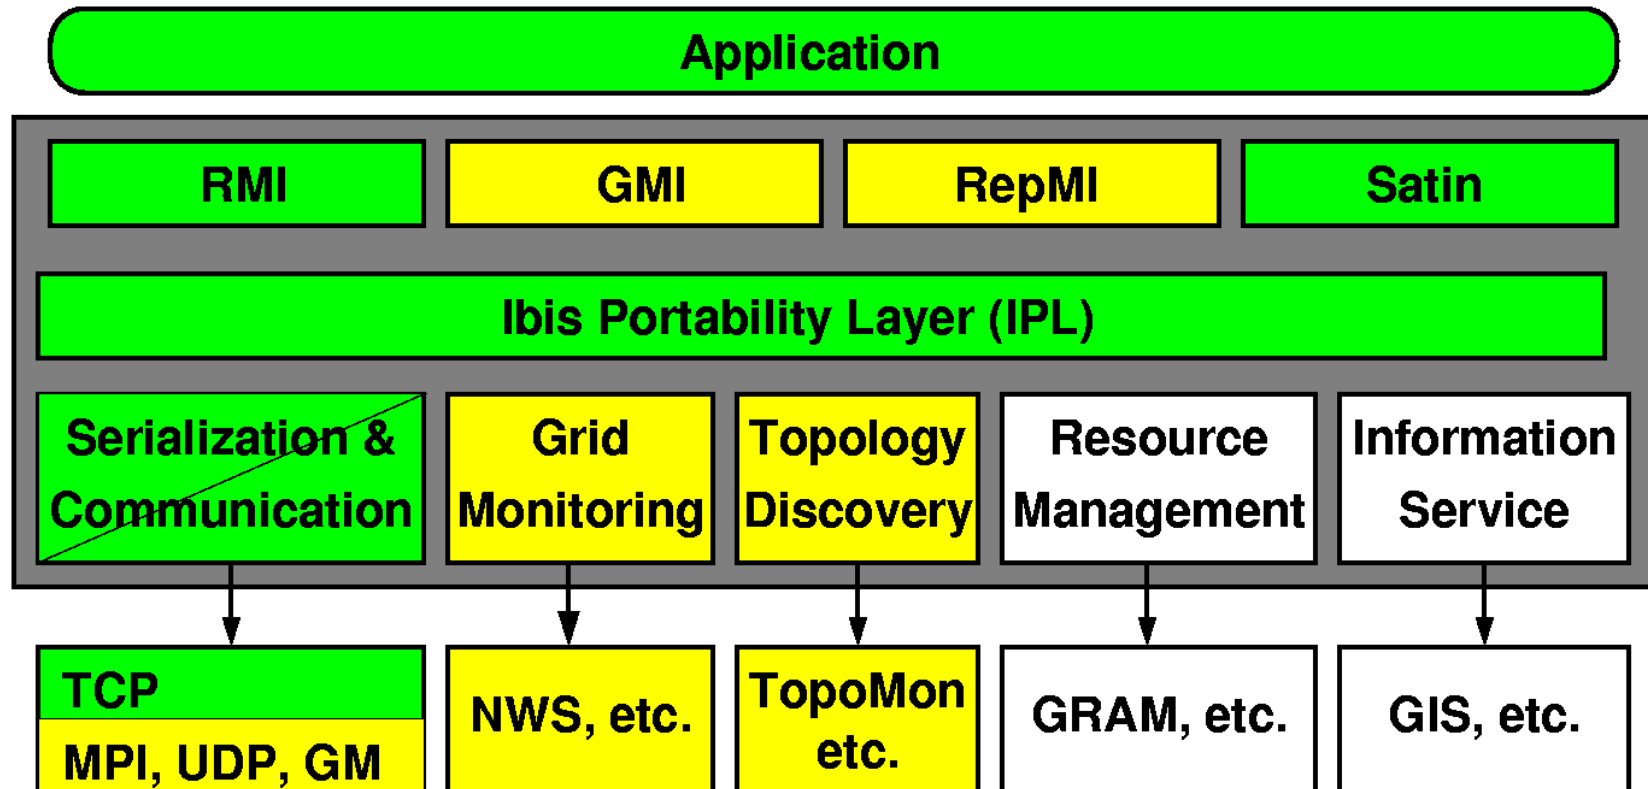 Application
RMI
GMI
RepMI
Satin
Ibis Portability Layer (IPL)
Serialization &
Communication
Grid
Monitoring
Topology
Discovery
Resource
Management
Information
Service
TCP
MPI, UDP, GM
NWS, etc.
TopoMon
etc.
GRAM, etc.
GIS, etc.